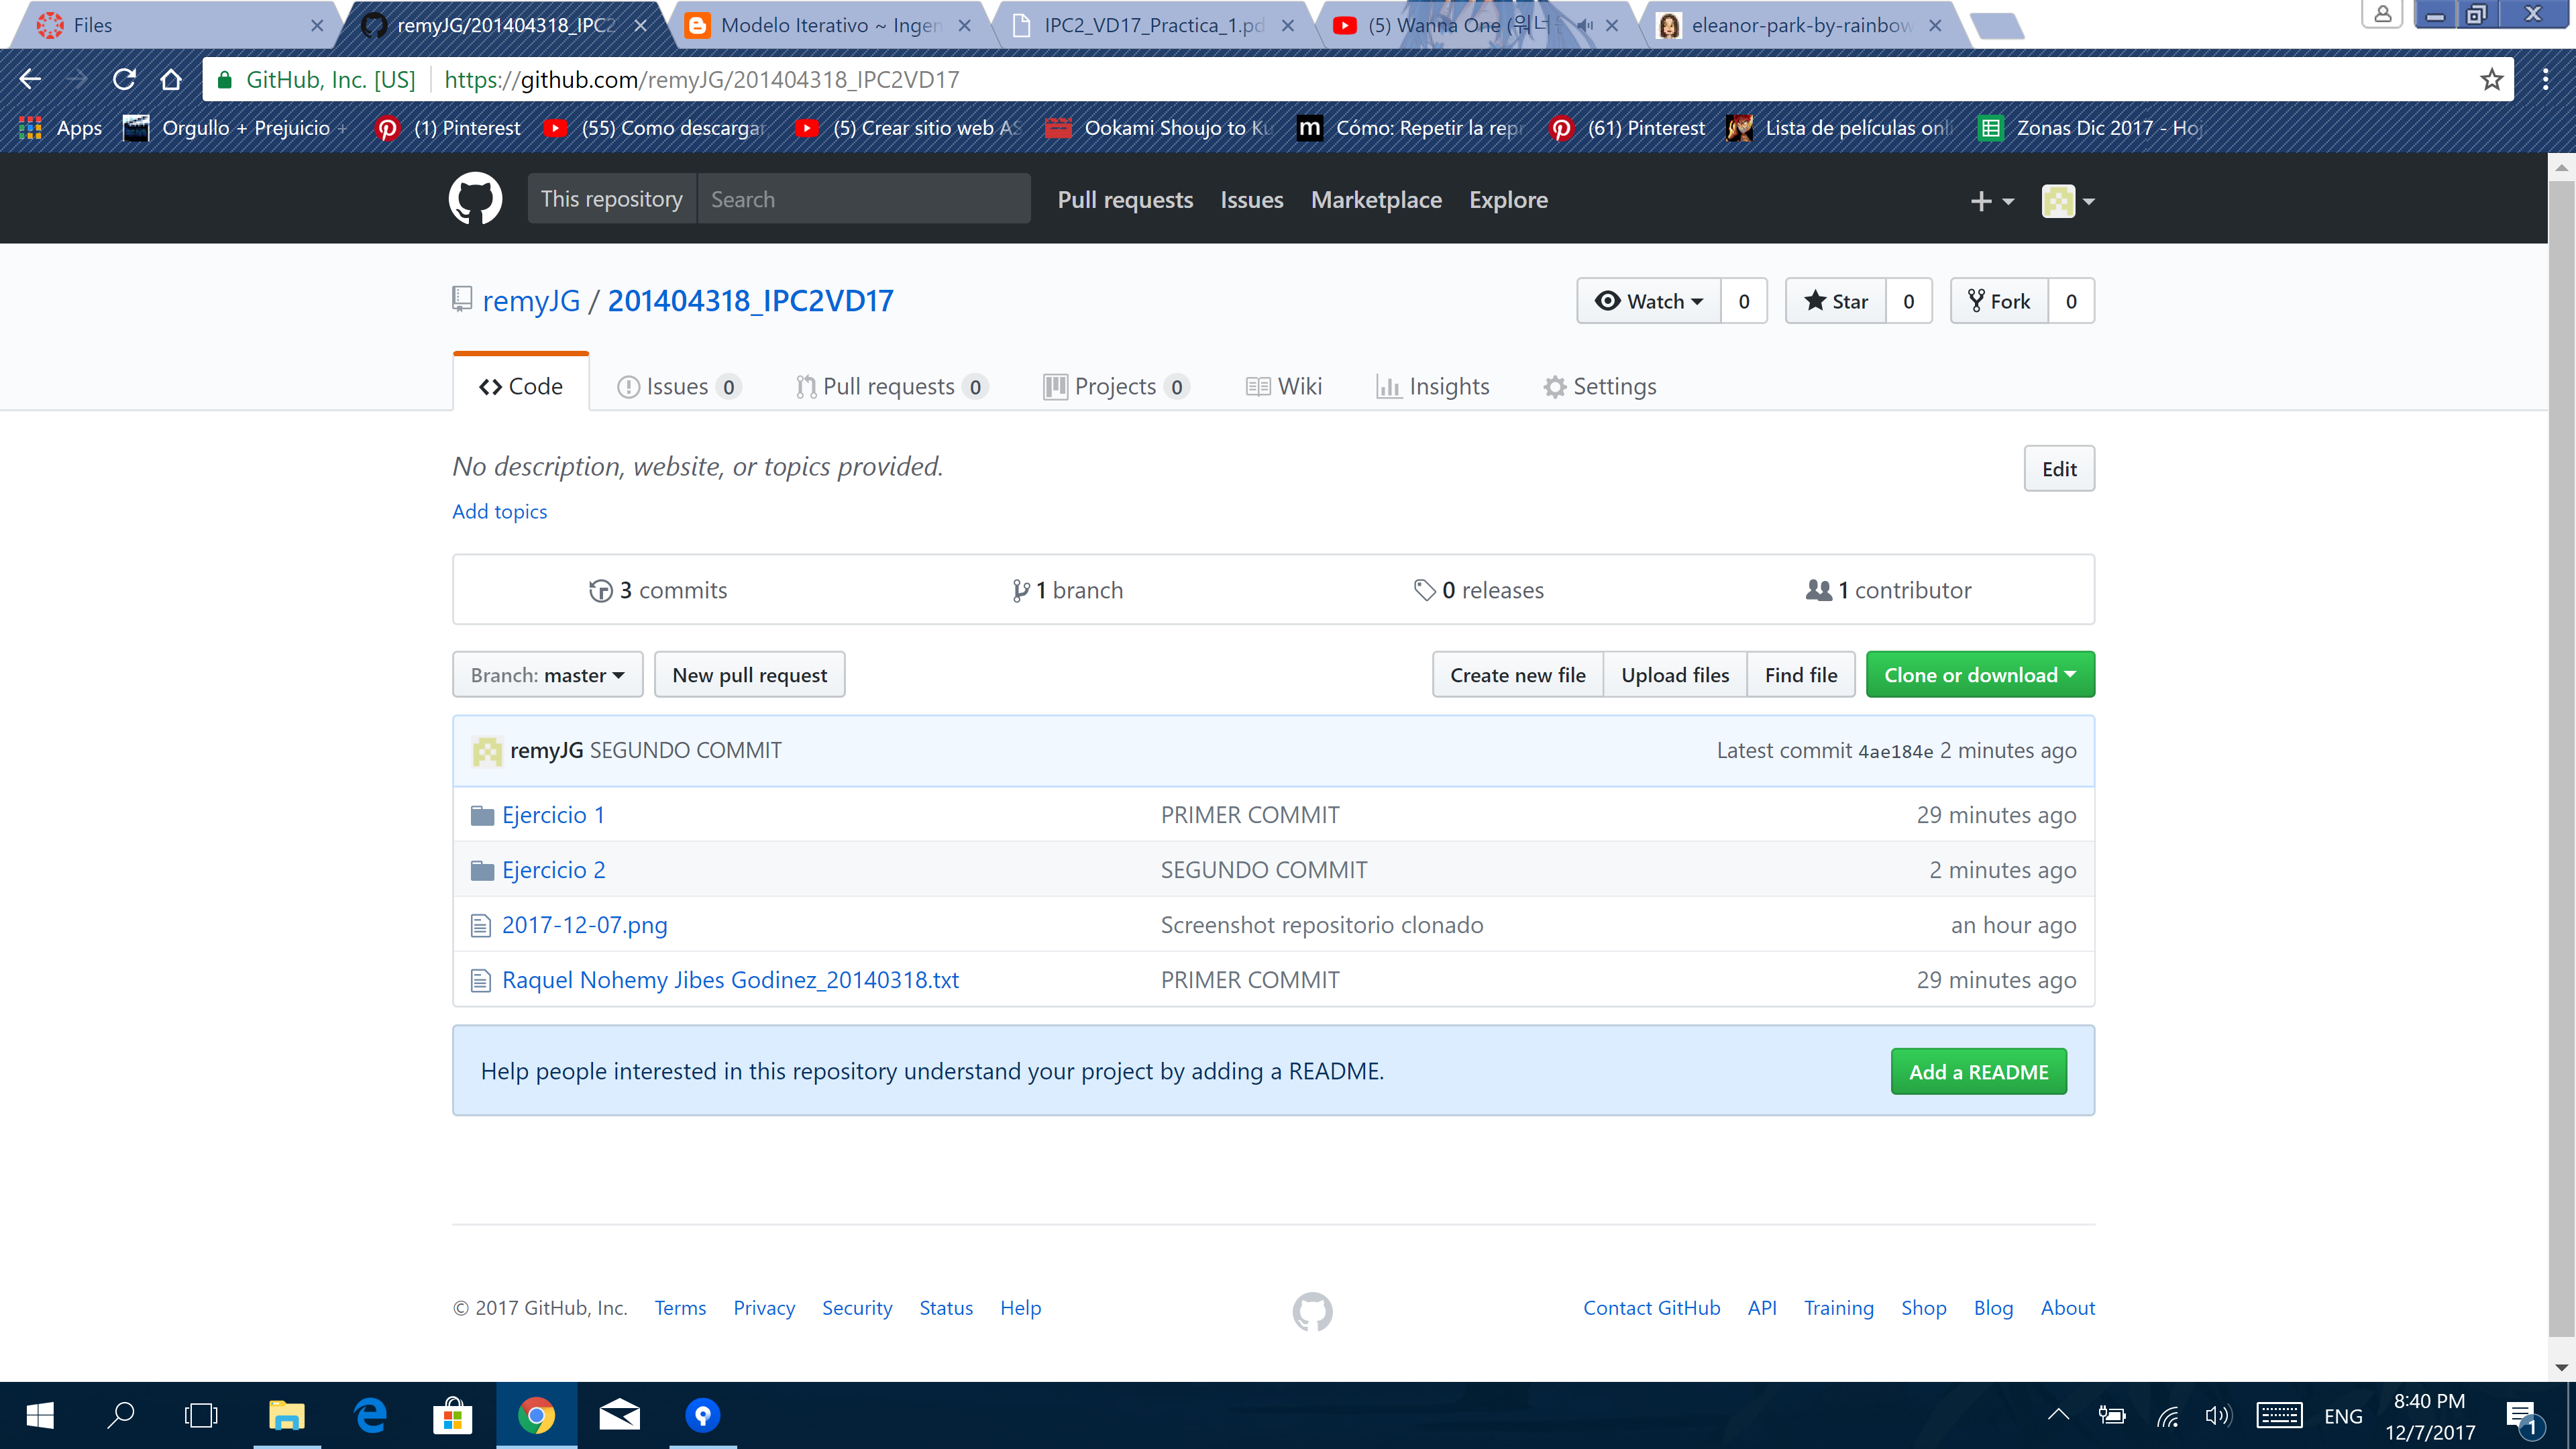 Files
remyJG/201404318_IPC2
Modelo Iterativo ~ Ingen
IPC2_VD17_Practica_1.pd
(5) Wanna One (워너
eleanor-park-by-rainbow
GitHub, Inc. [US]
https://github.com/remyJG/201404318_IPC2VD17
Apps
Orgullo + Prejuicio +
(1) Pinterest
(55) Como descargar
(5) Crear sitio web AS
Ookami Shoujo to Ku
m
Cómo: Repetir la repr
(61) Pinterest
Lista de películas onli
Zonas Dic 2017 - Hoj
This repository
Search
Pull requests
Issues
Marketplace
Explore
remyJG / 201404318_IPC2VD17
Watch 0
Star 0
Fork 0
Code
Issues 0
Pull requests 0
Projects 0
Wiki
Insights
Settings
No description, website, or topics provided.
Edit
Add topics
3 commits
1 branch
0 releases
1 contributor
Branch: master
New pull request
Create new file
Upload files
Find file
Clone or download
remyJG SEGUNDO COMMIT
Latest commit 4ae184e 2 minutes ago
Ejercicio 1
PRIMER COMMIT
29 minutes ago
Ejercicio 2
SEGUNDO COMMIT
2 minutes ago
2017-12-07.png
Screenshot repositorio clonado
an hour ago
Raquel Nohemy Jibes Godinez_20140318.txt
PRIMER COMMIT
29 minutes ago
Help people interested in this repository understand your project by adding a README.
Add a README
© 2017 GitHub, Inc.
Terms
Privacy
Security
Status
Help
Contact GitHub
API
Training
Shop
Blog
About
ENG
8:40 PM
12/7/2017
1